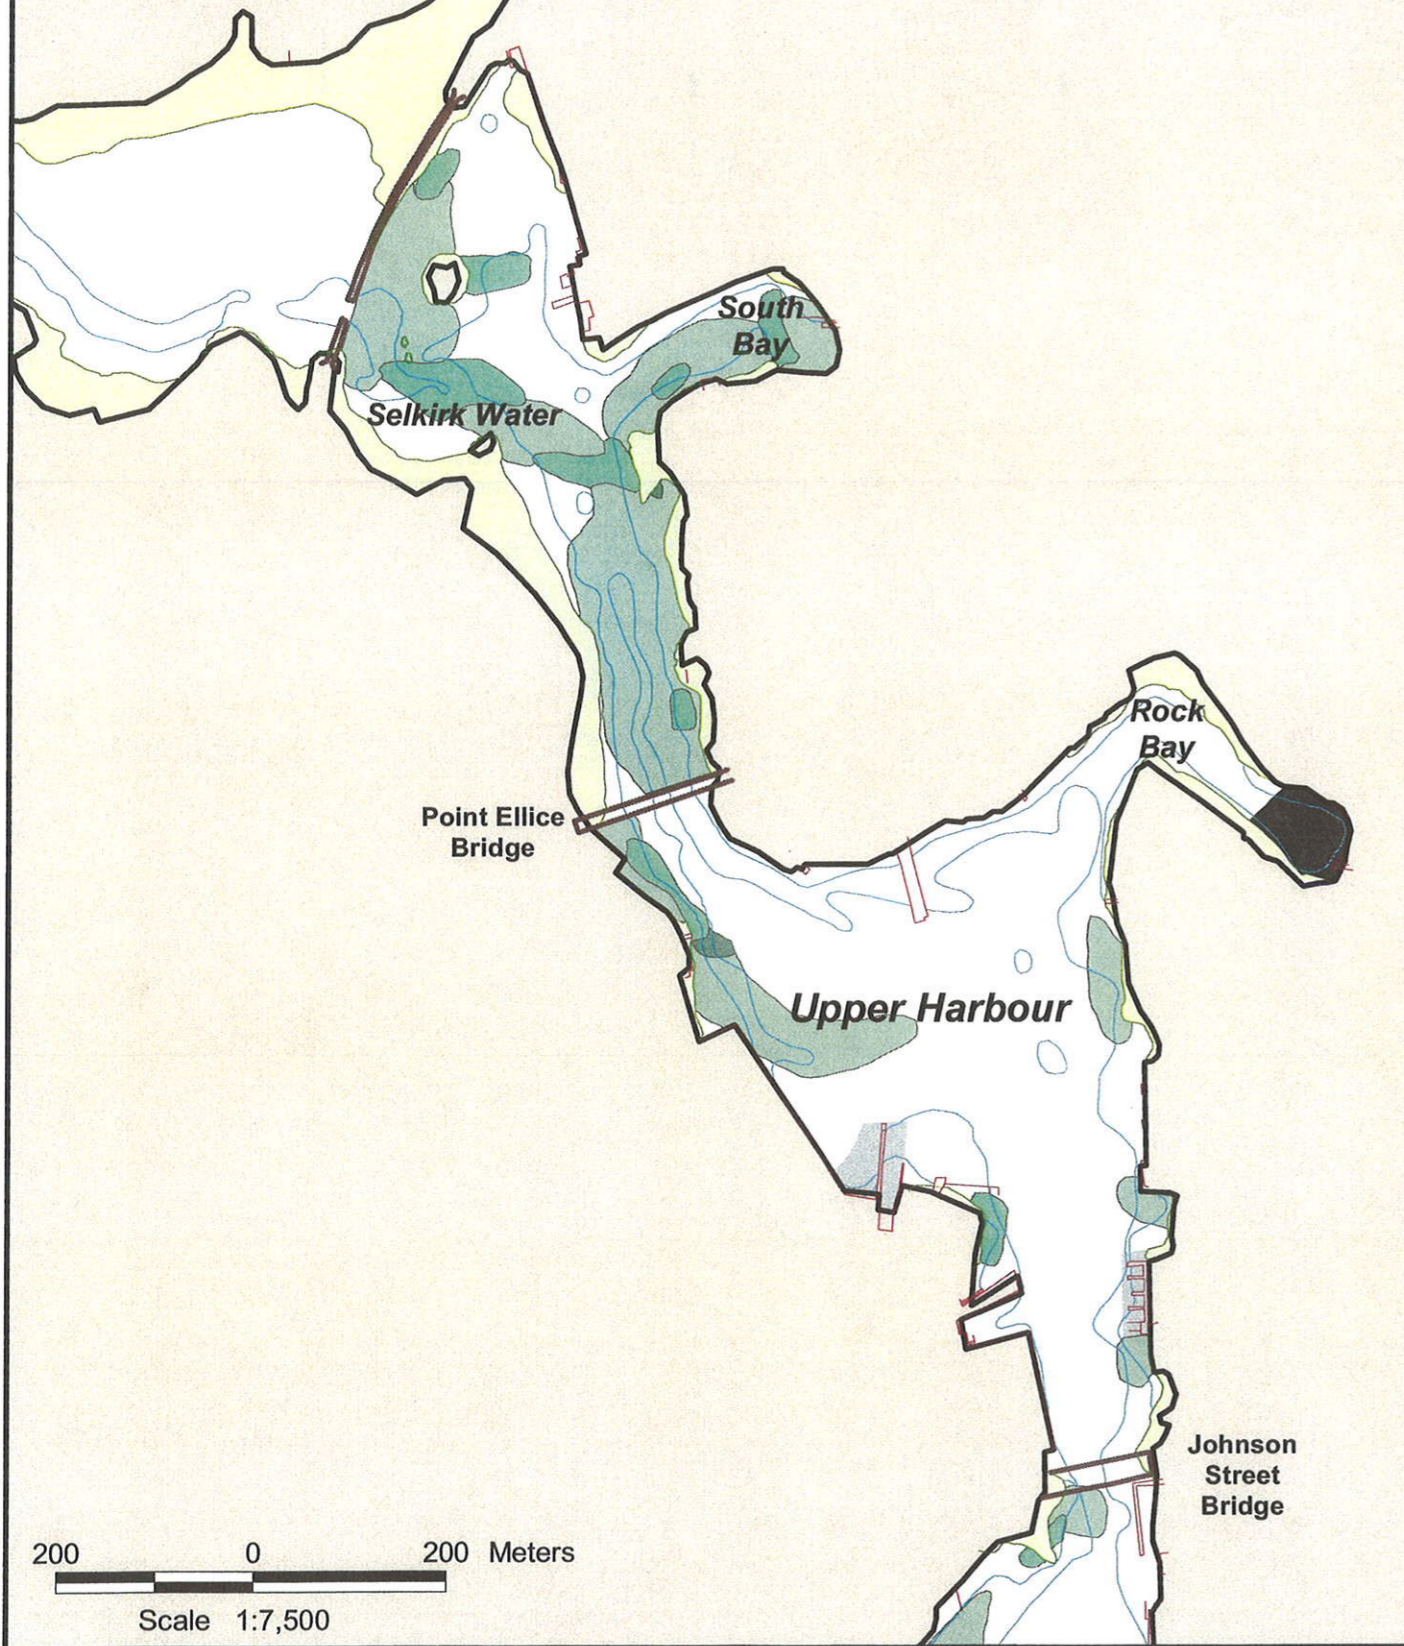 South
Bay
Selkirk Water
Rock
Bay
Point Ellice
Bridge
Upper Harbour
Johnson
Street
Bridge
200 0 200 Meters
Scale 1:7,500